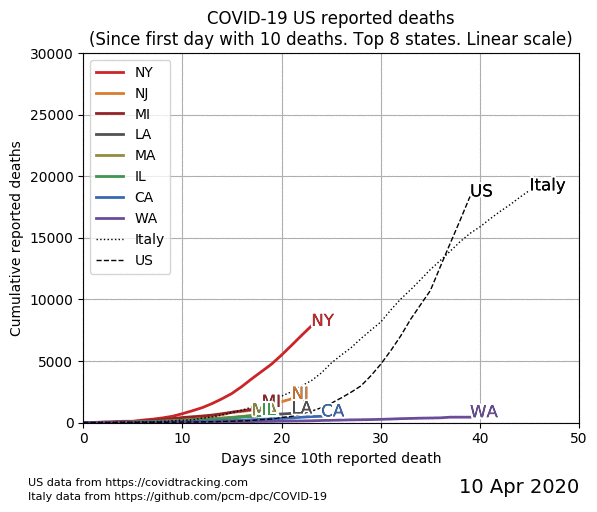 COVID-19 US reported deaths
(Since first day with 10 deaths. Top 8 states. Linear scale)
Cumulative reported deaths
30000
25000
20000
15000
10000
5000
0
NY
NJ
MI
LA
MA
IL
CA
WA
Italy
US
US
Italy
NY
NJ
MI
MA
IL
LA
CA
WA
0 10 20 30 40 50
Days since 10th reported death
US data from https://covidtracking.com
Italy data from https://github.com/pcm-dpc/COVID-19
10 Apr 2020